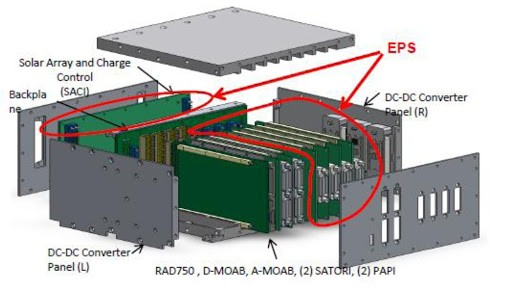 EPS
Solar Array and Charge
Control
(SACI)
Backpla
ne
DC-DC Converter
Panel (R)
DC-DC Converter
Panel (L)
RAD750 , D-MOAB, A-MOAB, (2) SATORI, (2) PAPI